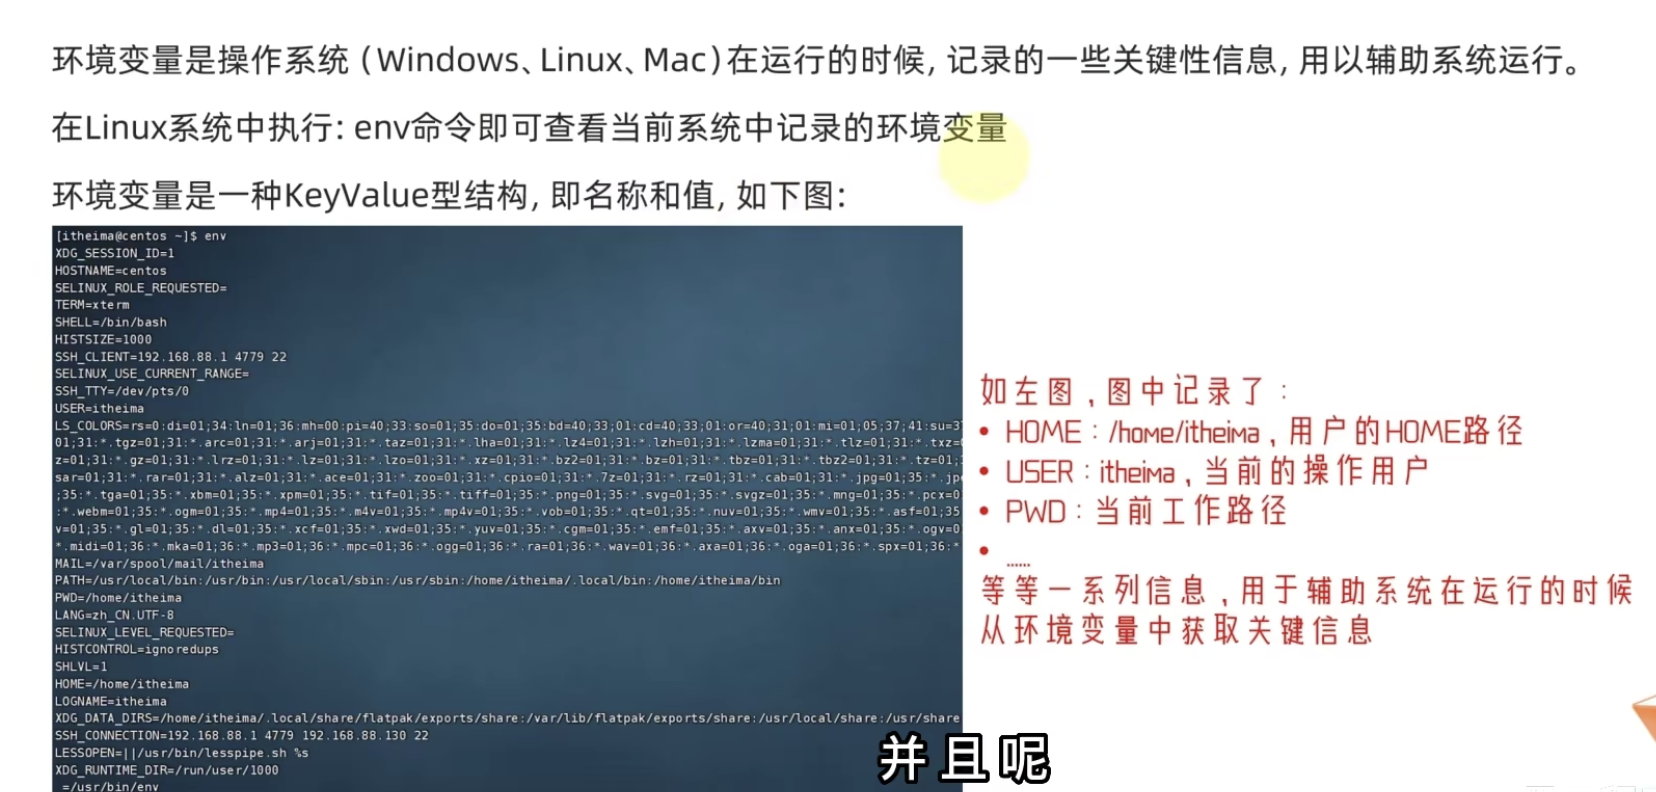 环境变量是操作系统（Windows、Linux、Mac）在运行的时候, 记录的一些关键性信息, 用以辅助系统运行。
在Linux系统中执行: env命令即可查看当前系统中记录的环境变量
环境变量是一种KeyValue型结构, 即名称和值, 如下图:
[itheima@centos ~]$ env
XDG_SESSION_ID=1
HOSTNAME=centos
SELINUX_ROLE_REQUESTED=
TERM=xterm
SHELL=/bin/bash
HISTSIZE=1000
SSH_CLIENT=192.168.88.1 4779 22
SELINUX_USE_CURRENT_RANGE=
SSH_TTY=/dev/pts/0
USER=itheima
LS_COLORS=rs=0:di=01;34:ln=01;36:mh=00:pi=40;33:so=01;35:do=01;35:bd=40;33;01:cd=40;33;01:or=40;31;01:mi=01;05;37;41:su=37
01;31:*.tgz=01;31:*.arc=01;31:*.arj=01;31:*.taz=01;31:*.lha=01;31:*.lz4=01;31:*.lzh=01;31:*.lzma=01;31:*.tlz=01;31:*.txz=0
z=01;31:*.gz=01;31:*.lrz=01;31:*.lz=01;31:*.lzo=01;31:*.xz=01;31:*.bz2=01;31:*.bz=01;31:*.tbz=01;31:*.tbz2=01;31:*.tz=01;3
sar=01;31:*.rar=01;31:*.alz=01;31:*.ace=01;31:*.zoo=01;31:*.cpio=01;31:*.7z=01;31:*.rz=01;31:*.cab=01;31:*.jpg=01;35:*.jpe
;35:*.tga=01;35:*.xbm=01;35:*.xpm=01;35:*.tif=01;35:*.tiff=01;35:*.png=01;35:*.svg=01;35:*.svgz=01;35:*.mng=01;35:*.pcx=0
:*.webm=01;35:*.ogm=01;35:*.mp4=01;35:*.m4v=01;35:*.mp4v=01;35:*.vob=01;35:*.qt=01;35:*.nuv=01;35:*.wmv=01;35:*.asf=01;35
v=01;35:*.gl=01;35:*.dl=01;35:*.xcf=01;35:*.xwd=01;35:*.yuv=01;35:*.cgm=01;35:*.emf=01;35:*.axv=01;35:*.anx=01;35:*.ogv=0
*.midi=01;36:*.mka=01;36:*.mp3=01;36:*.mpc=01;36:*.ogg=01;36:*.ra=01;36:*.wav=01;36:*.axa=01;36:*.oga=01;36:*.spx=01;36:*
MAIL=/var/spool/mail/itheima
PATH=/usr/local/bin:/usr/bin:/usr/local/sbin:/usr/sbin:/home/itheima/.local/bin:/home/itheima/bin
PWD=/home/itheima
LANG=zh_CN.UTF-8
SELINUX_LEVEL_REQUESTED=
HISTCONTROL=ignoredups
SHLVL=1
HOME=/home/itheima
LOGNAME=itheima
XDG_DATA_DIRS=/home/itheima/.local/share/flatpak/exports/share:/var/lib/flatpak/exports/share:/usr/local/share:/usr/share
SSH_CONNECTION=192.168.88.1 4779 192.168.88.130 22
LESSOPEN=||/usr/bin/lesspipe.sh %s
XDG_RUNTIME_DIR=/run/user/1000
_=/usr/bin/env
如左图, 图中记录了:
• HOME: /home/itheima, 用户的HOME路径
• USER: itheima, 当前的操作用户
• PWD: 当前工作路径
• ......
等等一系列信息, 用于辅助系统在运行的时候
从环境变量中获取关键信息
并且呢